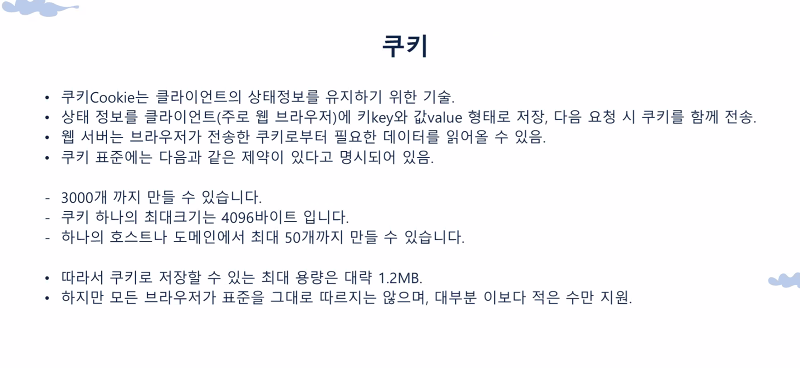 쿠키
• 쿠키Cookie는 클라이언트의 상태정보를 유지하기 위한 기술.
• 상태 정보를 클라이언트(주로 웹 브라우저)에 키key와 값value 형태로 저장, 다음 요청 시 쿠키를 함께 전송.
• 웹 서버는 브라우저가 전송한 쿠키로부터 필요한 데이터를 읽어올 수 있음.
• 쿠키 표준에는 다음과 같은 제약이 있다고 명시되어 있음.
- 3000개 까지 만들 수 있습니다.
- 쿠키 하나의 최대크기는 4096바이트 입니다.
- 하나의 호스트나 도메인에서 최대 50개까지 만들 수 있습니다.
• 따라서 쿠키로 저장할 수 있는 최대 용량은 대략 1.2MB.
• 하지만 모든 브라우저가 표준을 그대로 따르지는 않으며, 대부분 이보다 적은 수만 지원.